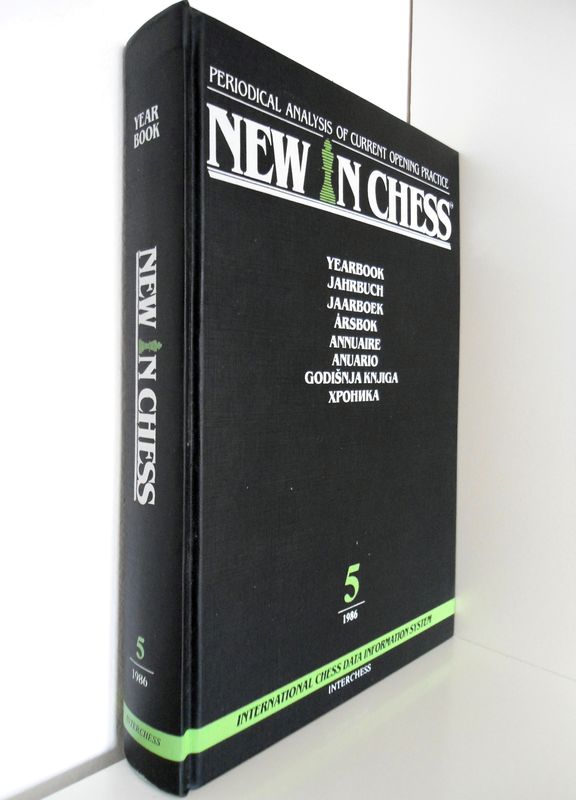 YEAR
BOOK
NEW IN CHESS
5
1986
INTERCHESS
PERIODICAL ANALYSIS OF CURRENT OPENING PRACTICE
NEW IN CHESS
YEARBOOK
JAHRBUCH
JAARBOEK
ÅRSBOK
ANNUAIRE
ANUARIO
GODIŠNJA KNJIGA
ХРОНИКА
5
1986
INTERNATIONAL CHESS DATA INFORMATION SYSTEM
INTERCHESS